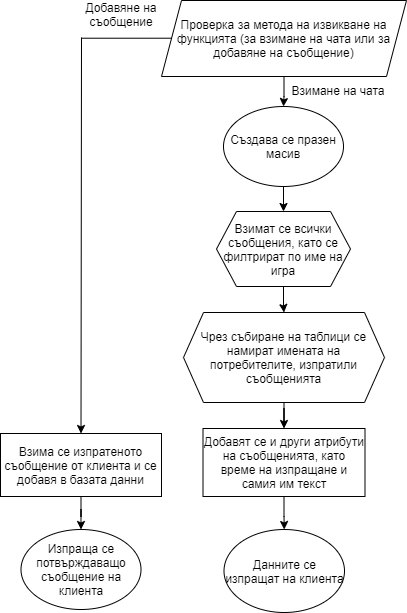 Добавяне на
съобщение
Проверка за метода на извикване на
функцията (за взимане на чата или за
добавяне на съобщение)
Взимане на чата
Създава се празен
масив
Взимат се всички
съобщения, като се
филтрират по име на
игра
Чрез събиране на таблици се
намират имената на
потребителите, изпратили
съобщенията
Взима се изпратеното
съобщение от клиента и се
добавя в базата данни
Добавят се и други атрибути
на съобщенията, като
време на изпращане и
самия им текст
Изпраща се
потвърждаващо
съобщение на
клиента
Данните се
изпращат на клиента